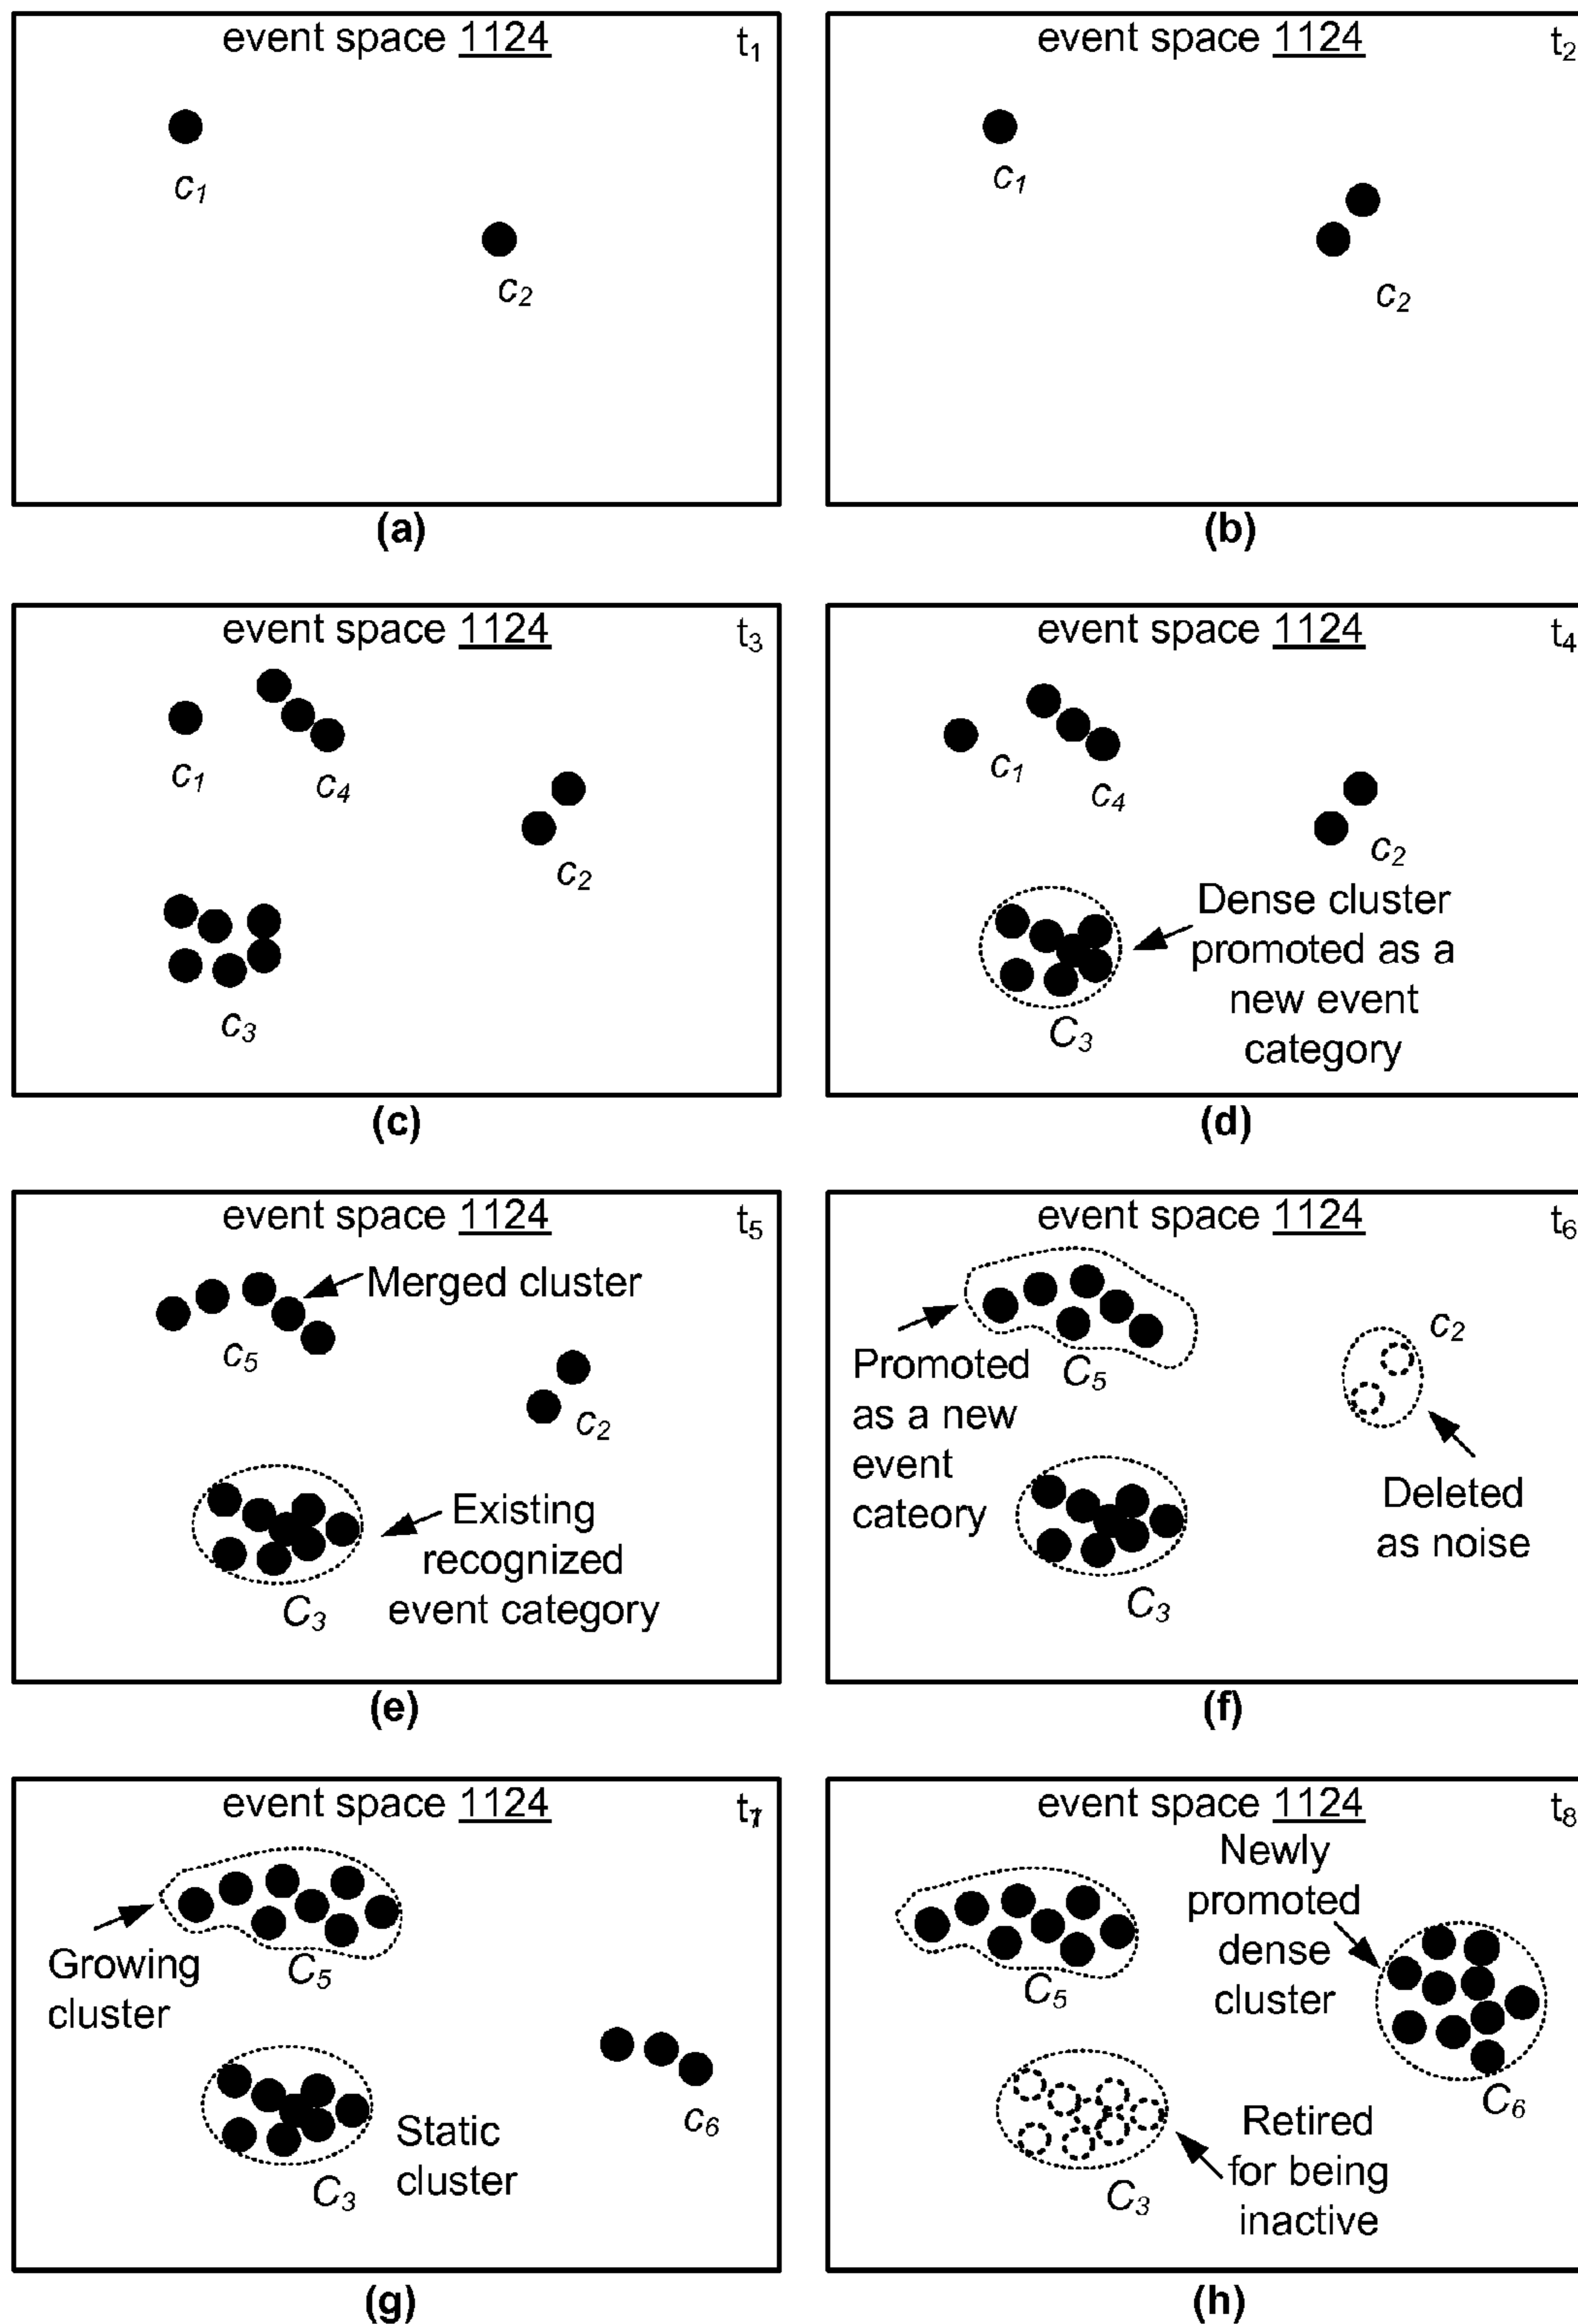 event space 1124 t1
c1
c2
(a)
event space 1124 t2
c1
c2
(b)
event space 1124 t3
c1
c4
c2
c3
(c)
event space 1124 t4
c1
c4
c2
Dense cluster
promoted as a
new event
category
C3
(d)
event space 1124 t5
Merged cluster
c5
c2
Existing
recognized
event category
C3
(e)
event space 1124 t6
c2
Promoted
as a new
event
cateory
C5
Deleted
as noise
C3
(f)
event space 1124 t7
Growing
cluster
C5
c6
Static
cluster
C3
(g)
event space 1124 t8
Newly
promoted
dense
cluster
C5
C6
Retired
for being
inactive
C3
(h)